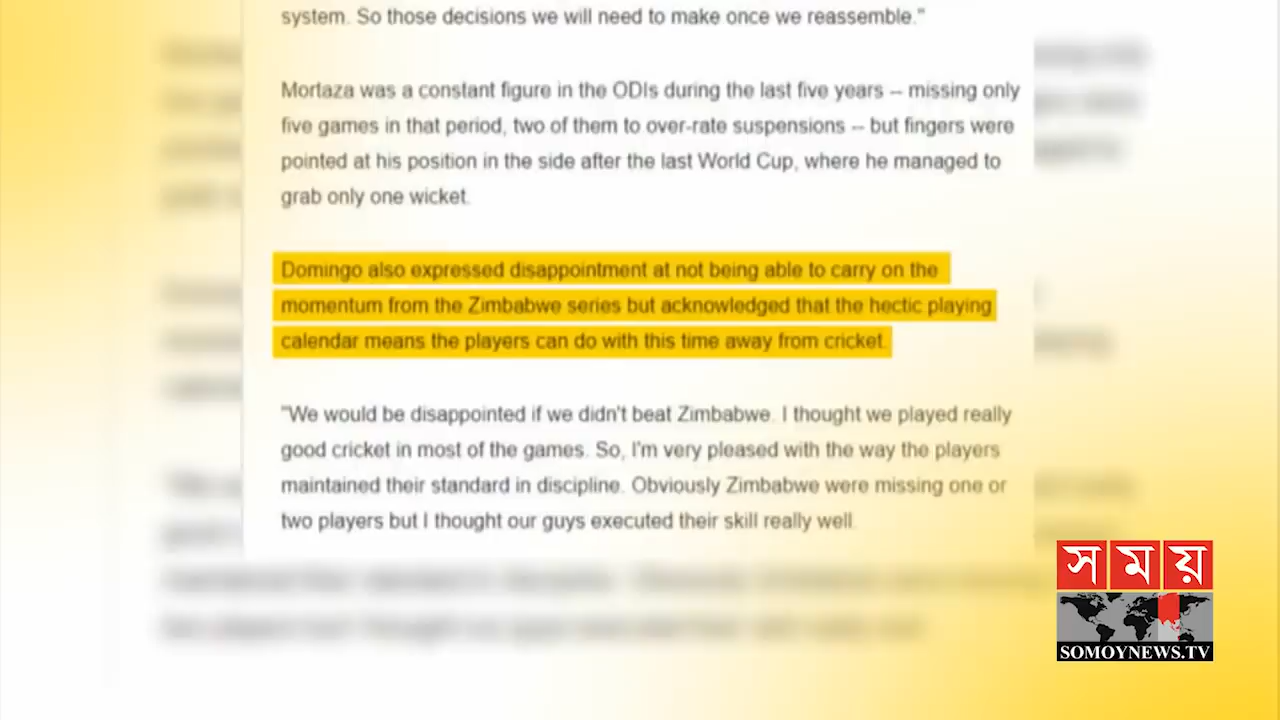 system. So those decisions we will need to make once we reassemble."
Mortaza was a constant figure in the ODIs during the last five years -- missing only
five games in that period, two of them to over-rate suspensions -- but fingers were
pointed at his position in the side after the last World Cup, where he managed to
grab only one wicket.
Domingo also expressed disappointment at not being able to carry on the
momentum from the Zimbabwe series but acknowledged that the hectic playing
calendar means the players can do with this time away from cricket.
"We would be disappointed if we didn't beat Zimbabwe. I thought we played really
good cricket in most of the games. So, I'm very pleased with the way the players
maintained their standard in discipline. Obviously Zimbabwe were missing one or
two players but I thought our guys executed their skill really well.
সময়
SOMOYNEWS.TV